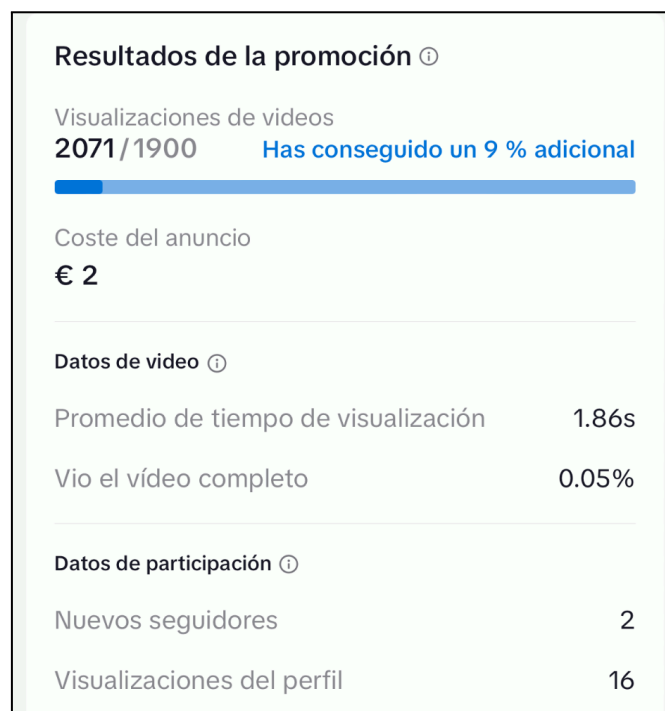 Resultados de la promoción
Visualizaciones de videos
2071/1900 Has conseguido un 9 % adicional
Coste del anuncio
€ 2
Datos de video
Promedio de tiempo de visualización 1.86s
Vio el vídeo completo 0.05%
Datos de participación
Nuevos seguidores 2
Visualizaciones del perfil 16